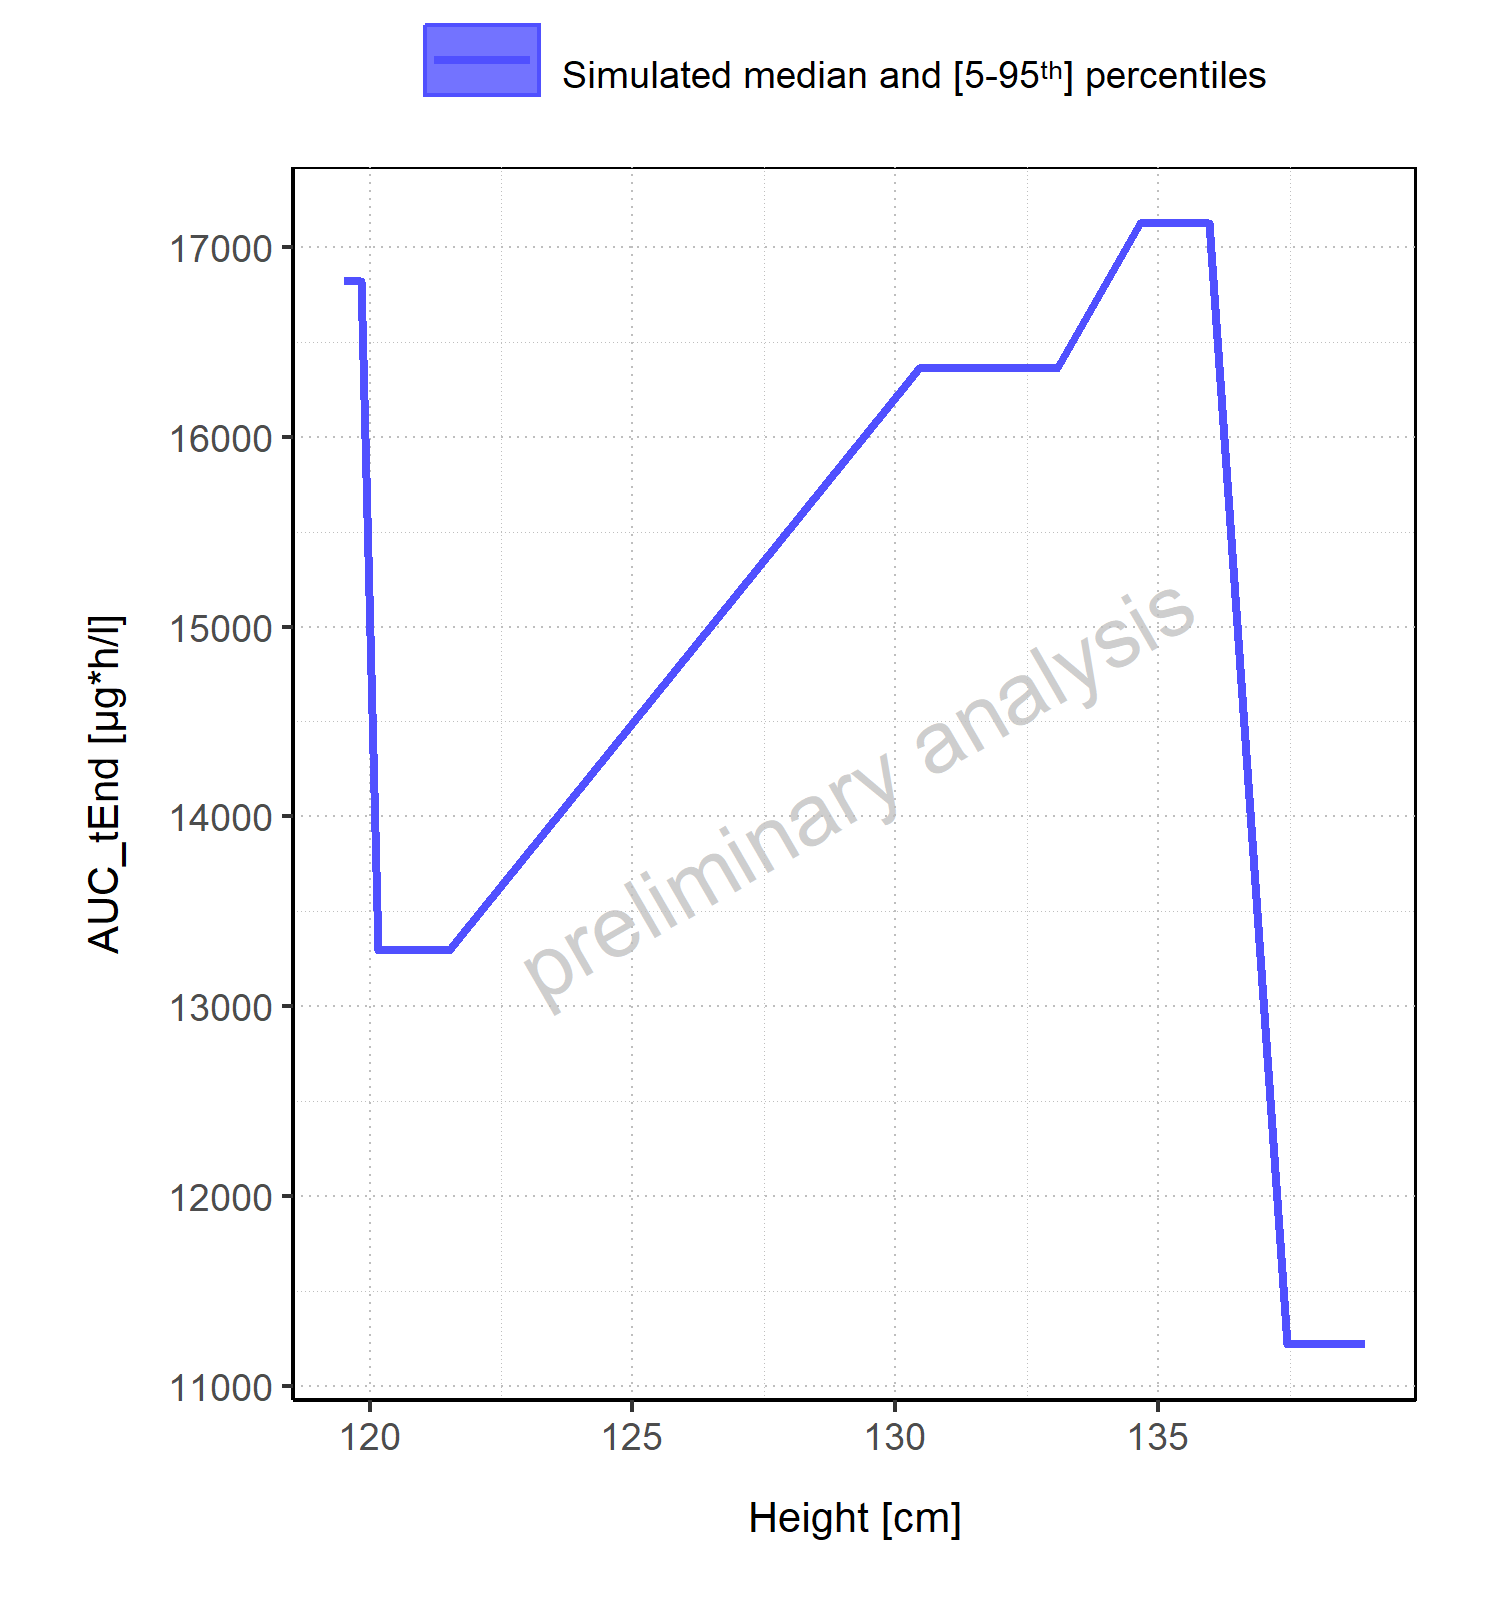 Simulated median and [5-95ᵗʰ] percentiles
17000
16000
15000
14000
13000
12000
11000
AUC_tEnd [µg*h/l]
preliminary analysis
120 125 130 135
Height [cm]